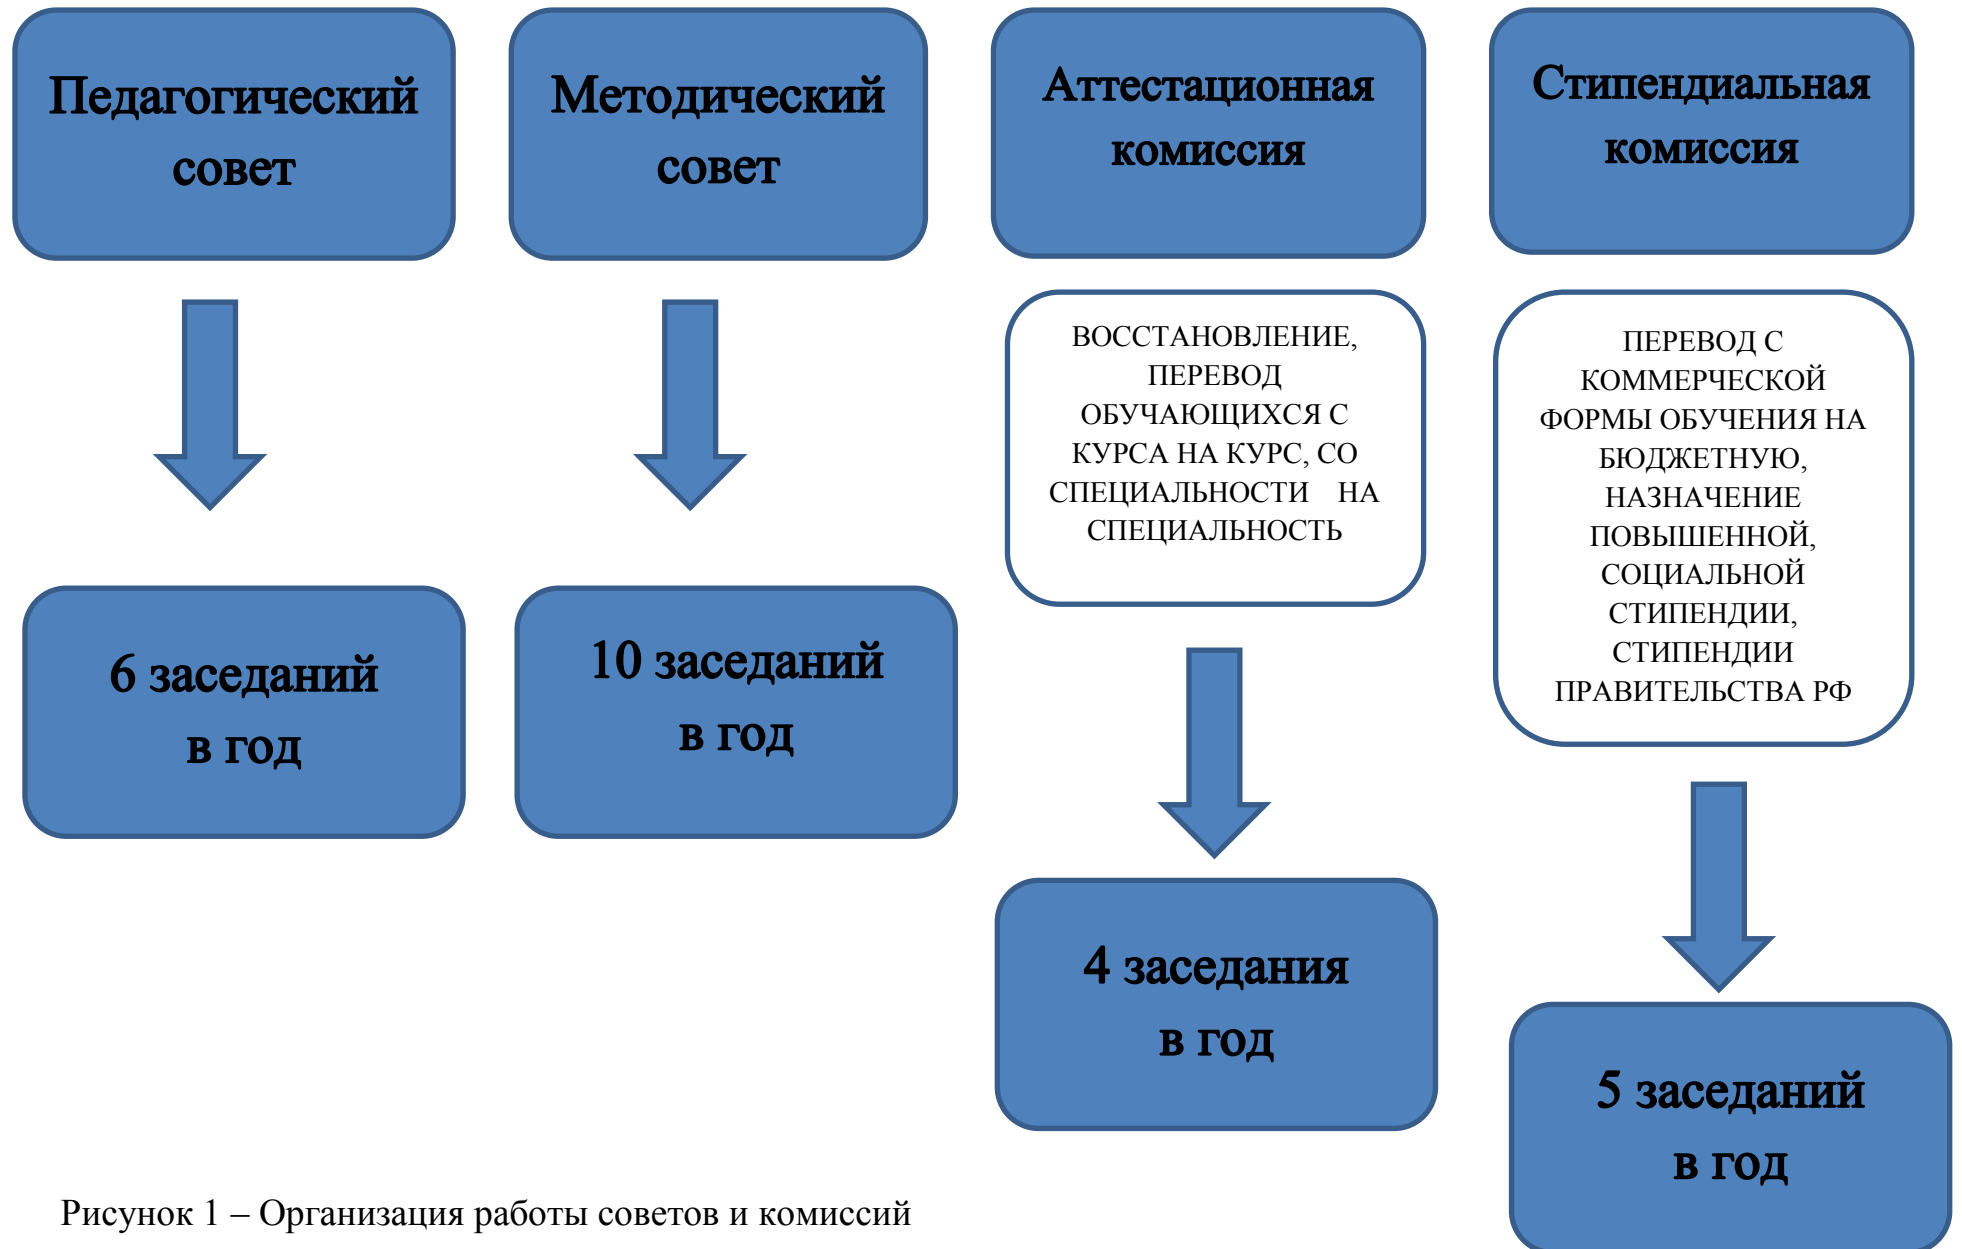 Педагогический
совет
Методический
совет
Аттестационная
комиссия
Стипендиальная
комиссия
ВОССТАНОВЛЕНИЕ,
ПЕРЕВОД
ОБУЧАЮЩИХСЯ С
КУРСА НА КУРС, СО
СПЕЦИАЛЬНОСТИ НА
СПЕЦИАЛЬНОСТЬ
ПЕРЕВОД С
КОММЕРЧЕСКОЙ
ФОРМЫ ОБУЧЕНИЯ НА
БЮДЖЕТНУЮ,
НАЗНАЧЕНИЕ
ПОВЫШЕННОЙ,
СОЦИАЛЬНОЙ
СТИПЕНДИИ,
СТИПЕНДИИ
ПРАВИТЕЛЬСТВА РФ
6 заседаний
в год
10 заседаний
в год
4 заседания
в год
5 заседаний
в год
Рисунок 1 – Организация работы советов и комиссий